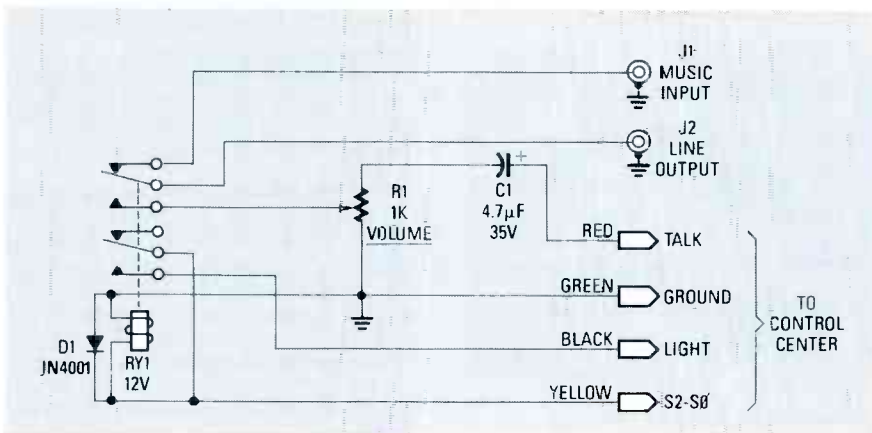 J1
MUSIC
INPUT
J2
LINE
OUTPUT
R1
1K
VOLUME
C1
4.7µF
35V
+
RED
TALK
GREEN
GROUND
BLACK
LIGHT
YELLOW
S2-SØ
TO
CONTROL
CENTER
D1
1N4001
RY1
12V